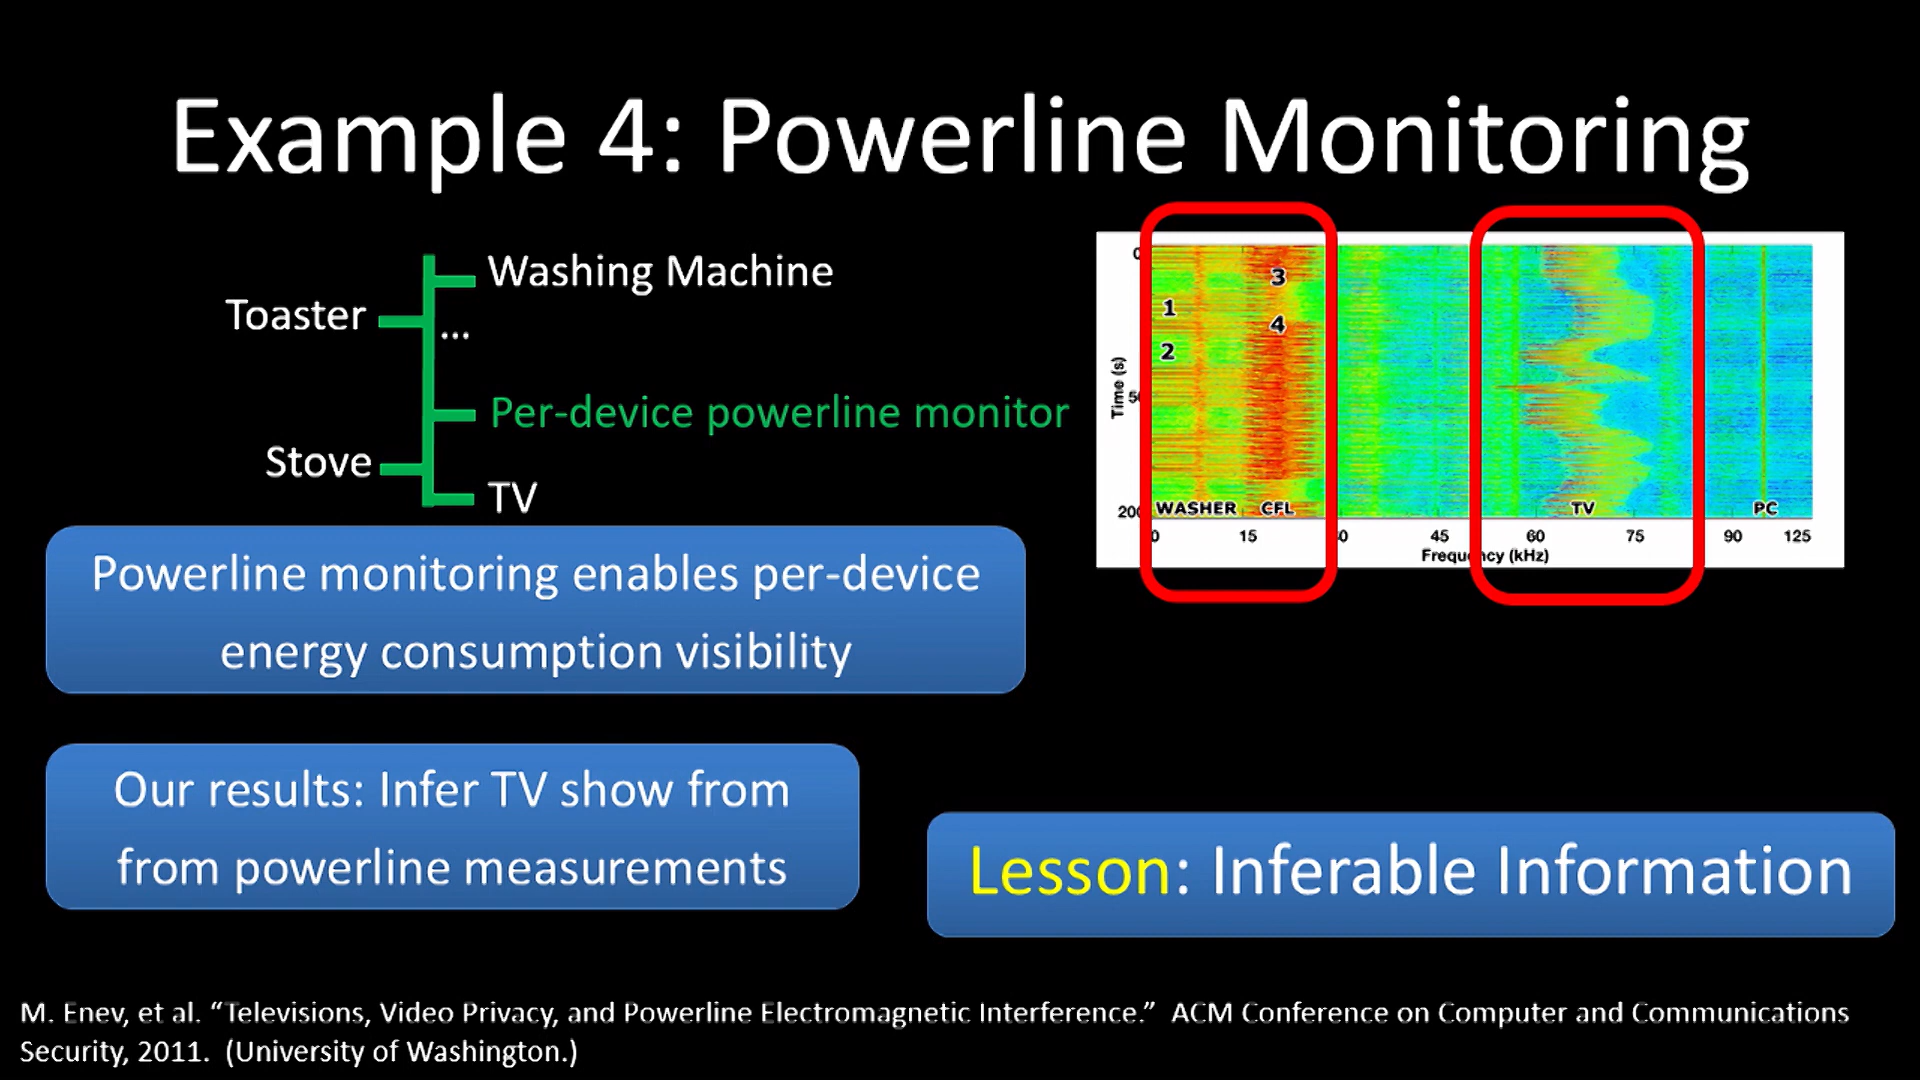 Example 4: Powerline Monitoring
Washing Machine
Toaster
...
Per-device powerline monitor
Stove
TV
Powerline monitoring enables per-device
energy consumption visibility
Our results: Infer TV show from
from powerline measurements
0
3
1
4
2
Time (s)
200
WASHER CFL TV PC
0 15 45 60 75 90 125
Frequency (kHz)
Lesson: Inferable Information
M. Enev, et al. “Televisions, Video Privacy, and Powerline Electromagnetic Interference.” ACM Conference on Computer and Communications
Security, 2011. (University of Washington.)